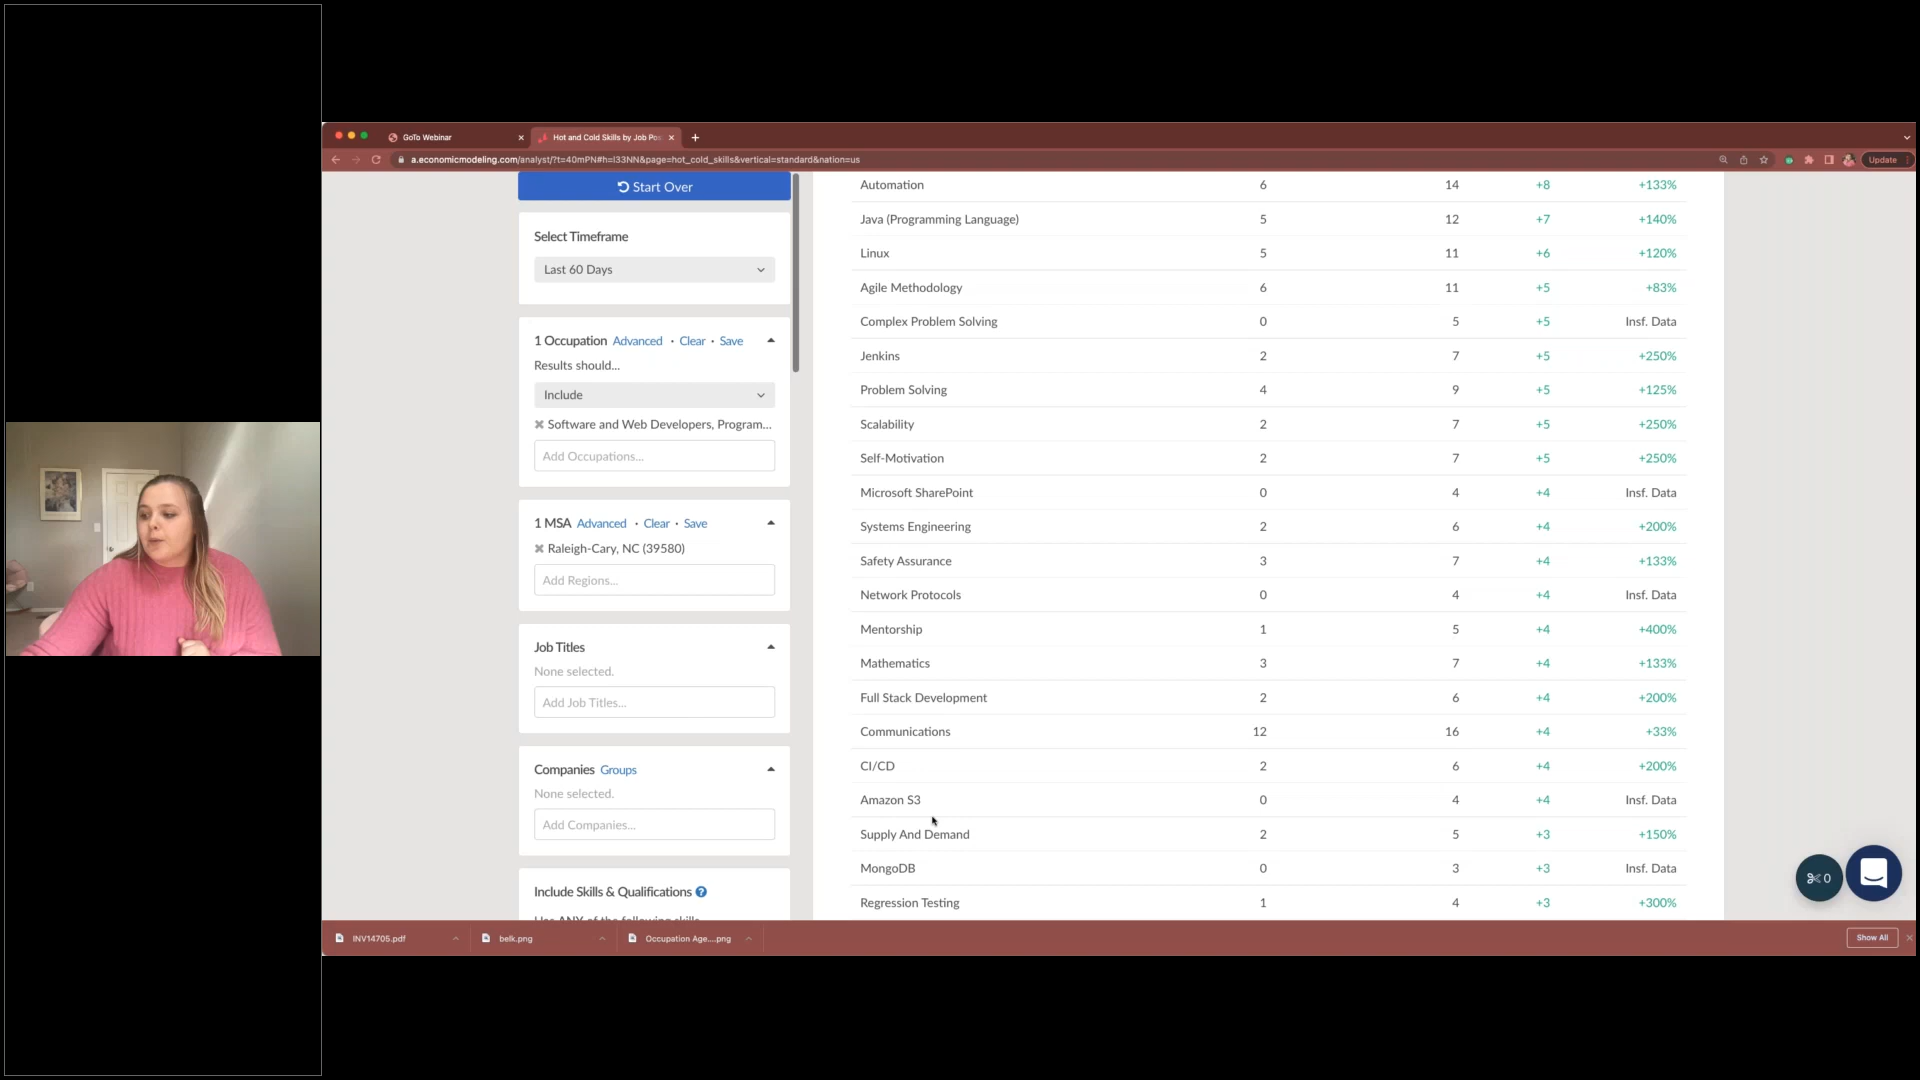 GoTo Webinar
Hot and Cold Skills by Job Po
a.economicmodeling.com/analyst/?t=40mPN#h=I33NN&page=hot_cold_skills&vertical=standard&nation=us
Update
Start Over
Select Timeframe
Last 60 Days
1 Occupation Advanced · Clear · Save
Results should...
Include
Software and Web Developers, Program...
Add Occupations...
1 MSA Advanced · Clear · Save
Raleigh-Cary, NC (39580)
Add Regions...
Job Titles
None selected.
Add Job Titles...
Companies Groups
None selected.
Add Companies...
Include Skills & Qualifications ?
Use ANY of the following skills
Automation 6 14 +8 +133%
Java (Programming Language) 5 12 +7 +140%
Linux 5 11 +6 +120%
Agile Methodology 6 11 +5 +83%
Complex Problem Solving 0 5 +5 Insf. Data
Jenkins 2 7 +5 +250%
Problem Solving 4 9 +5 +125%
Scalability 2 7 +5 +250%
Self-Motivation 2 7 +5 +250%
Microsoft SharePoint 0 4 +4 Insf. Data
Systems Engineering 2 6 +4 +200%
Safety Assurance 3 7 +4 +133%
Network Protocols 0 4 +4 Insf. Data
Mentorship 1 5 +4 +400%
Mathematics 3 7 +4 +133%
Full Stack Development 2 6 +4 +200%
Communications 12 16 +4 +33%
CI/CD 2 6 +4 +200%
Amazon S3 0 4 +4 Insf. Data
Supply And Demand 2 5 +3 +150%
MongoDB 0 3 +3 Insf. Data
Regression Testing 1 4 +3 +300%
0
INV14705.pdf
belk.png
Occupation Age....png
Show All